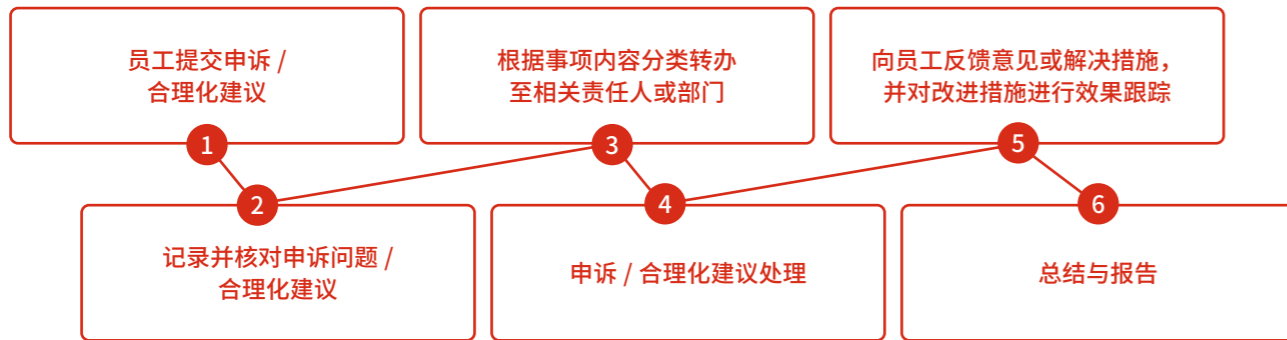 员工提交申诉 /
合理化建议
1
记录并核对申诉问题 /
合理化建议
2
根据事项内容分类转办
至相关责任人或部门
3
申诉 / 合理化建议处理
4
向员工反馈意见或解决措施，
并对改进措施进行效果跟踪
5
总结与报告
6